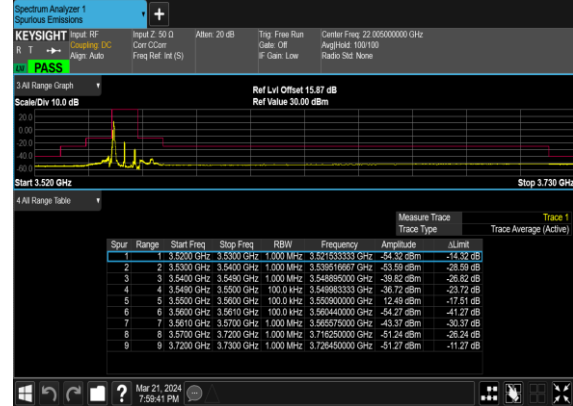 Spectrum Analyzer 1
Spurious Emissions
KEYSIGHT Input: RF Input Z: 50 Ω Atten: 20 dB Trig: Free Run Center Freq: 22.005000000 GHz
R T Coupling: DC Corr CCorr Gate: Off Avg|Hold: 100/100
Align: Auto Freq Ref: Int (S) IF Gain: Low Radio Std: None
LNI PASS
3 All Range Graph Ref Lvl Offset 15.87 dB
Scale/Div 10.0 dB Ref Value 30.00 dBm
20.0
0.00
-20.0
-40.0
-60.0
Start 3.520 GHz Stop 3.730 GHz
4 All Range Table
Measure Trace Trace 1
Trace Type Trace Average (Active)
Spur Range Start Freq Stop Freq RBW Frequency Amplitude ΔLimit
1 1 3.5200 GHz 3.5300 GHz 1.000 MHz 3.521533333 GHz -54.32 dBm -14.32 dB
2 2 3.5300 GHz 3.5400 GHz 1.000 MHz 3.539516667 GHz -53.59 dBm -28.59 dB
3 3 3.5400 GHz 3.5490 GHz 1.000 MHz 3.548895000 GHz -39.82 dBm -26.82 dB
4 4 3.5490 GHz 3.5500 GHz 100.0 kHz 3.549983333 GHz -36.72 dBm -23.72 dB
5 5 3.5500 GHz 3.5600 GHz 100.0 kHz 3.550900000 GHz 12.49 dBm -17.51 dB
6 6 3.5600 GHz 3.5610 GHz 100.0 kHz 3.560440000 GHz -54.27 dBm -41.27 dB
7 7 3.5610 GHz 3.5700 GHz 1.000 MHz 3.565575000 GHz -43.37 dBm -30.37 dB
8 8 3.5700 GHz 3.7200 GHz 1.000 MHz 3.716250000 GHz -51.24 dBm -26.24 dB
9 9 3.7200 GHz 3.7300 GHz 1.000 MHz 3.726450000 GHz -51.27 dBm -11.27 dB
Mar 21, 2024
7:59:41 PM